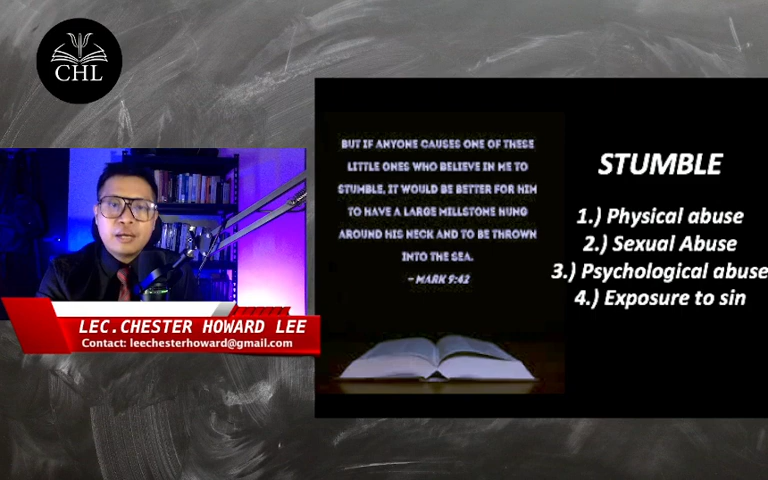 CHL
BUT IF ANYONE CAUSES ONE OF THESE
LITTLE ONES WHO BELIEVE IN ME TO
STUMBLE, IT WOULD BE BETTER FOR HIM
TO HAVE A LARGE MILLSTONE HUNG
AROUND HIS NECK AND TO BE THROWN
INTO THE SEA.
- MARK 9:42
STUMBLE
1.) Physical abuse
2.) Sexual Abuse
3.) Psychological abuse
4.) Exposure to sin
LEC.CHESTER HOWARD LEE
Contact: leechesterhoward@gmail.com